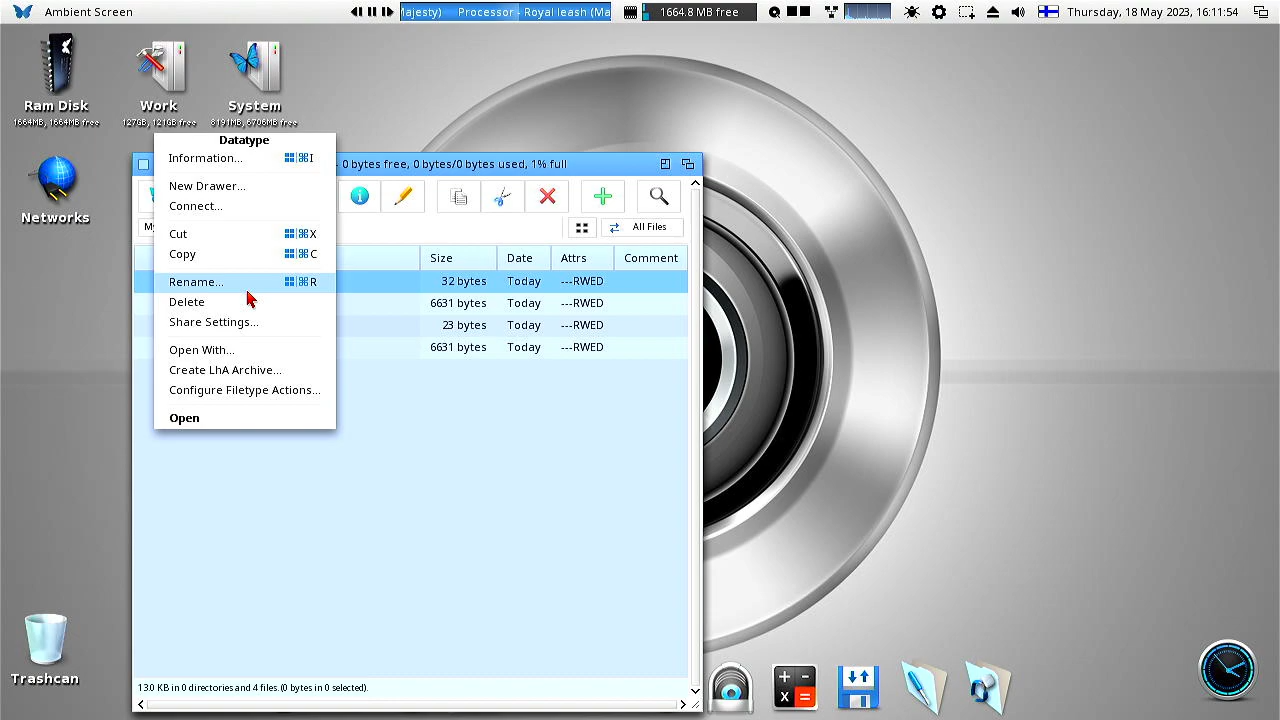 Ambient Screen
Majesty) Processor - Royal leash (Ma
1664.8 MB free
Thursday, 18 May 2023, 16:11:54
Ram Disk
1664MB, 1664MB free
Work
127GB, 121GB free
System
8191MB, 6706MB free
Networks
- 0 bytes free, 0 bytes/0 bytes used, 1% full
Datatype
Information... I
New Drawer...
Connect...
Cut X
Copy C
Rename... R
Delete
Share Settings...
Open With...
Create LhA Archive...
Configure Filetype Actions...
Open
My
All Files
Size Date Attrs Comment
32 bytes Today ---RWED
6631 bytes Today ---RWED
23 bytes Today ---RWED
6631 bytes Today ---RWED
13.0 KB in 0 directories and 4 files (0 bytes in 0 selected)
Trashcan